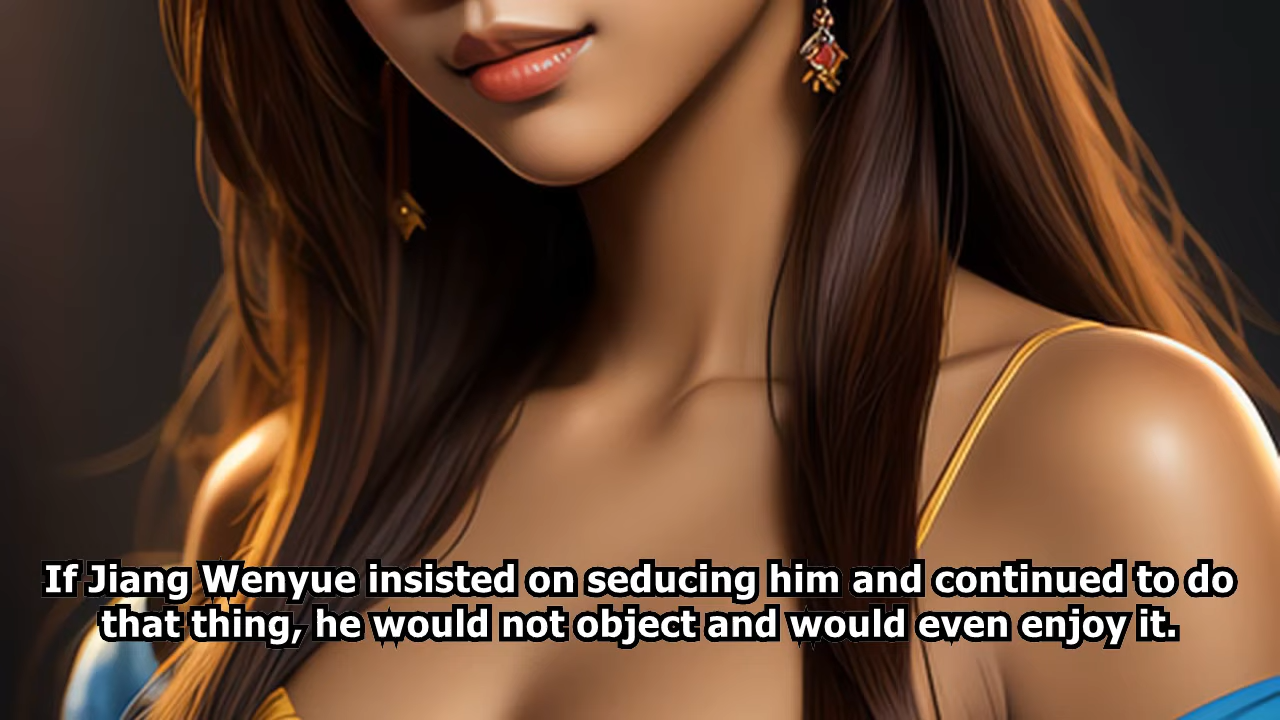 If Jiang Wenyue insisted on seducing him and continued to do
that thing, he would not object and would even enjoy it.